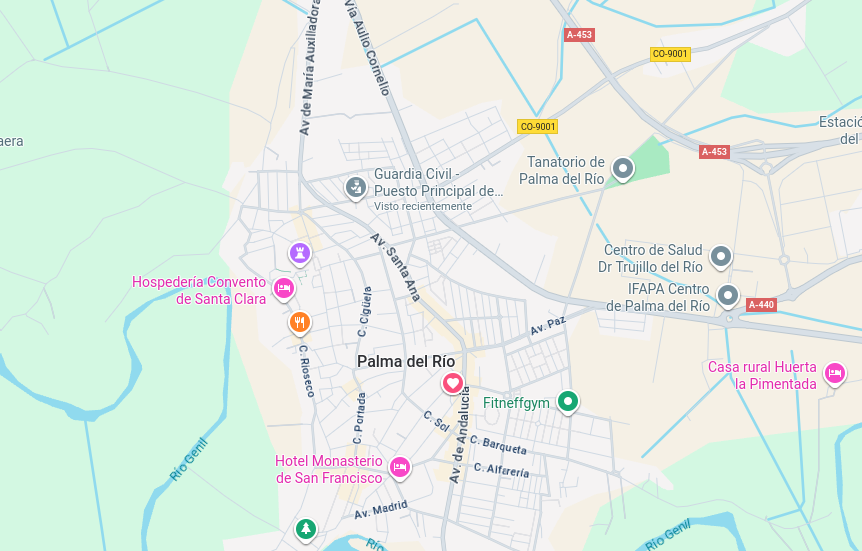 Av de María Auxiliadora
Vía Aulio Cornelio
A-453
CO-9001
CO-9001
A-453
Estació
del
aera
Tanatorio de
Palma del Río
Guardia Civil -
Puesto Principal de...
Visto recientemente
Av. Santa Ana
Centro de Salud
Dr Trujillo del Río
Hospedería Convento
de Santa Clara
IFAPA Centro
de Palma del Río
A-440
C. Cigüela
Av. Paz
C. Rioseco
Palma del Río
Casa rural Huerta
la Pimentada
Fitneffgym
C. Portada
C. Sol
Av. de Andalucía
C. Barqueta
Río Genil
Hotel Monasterio
de San Francisco
C. Alfarería
Av. Madrid
Río Genil
Río